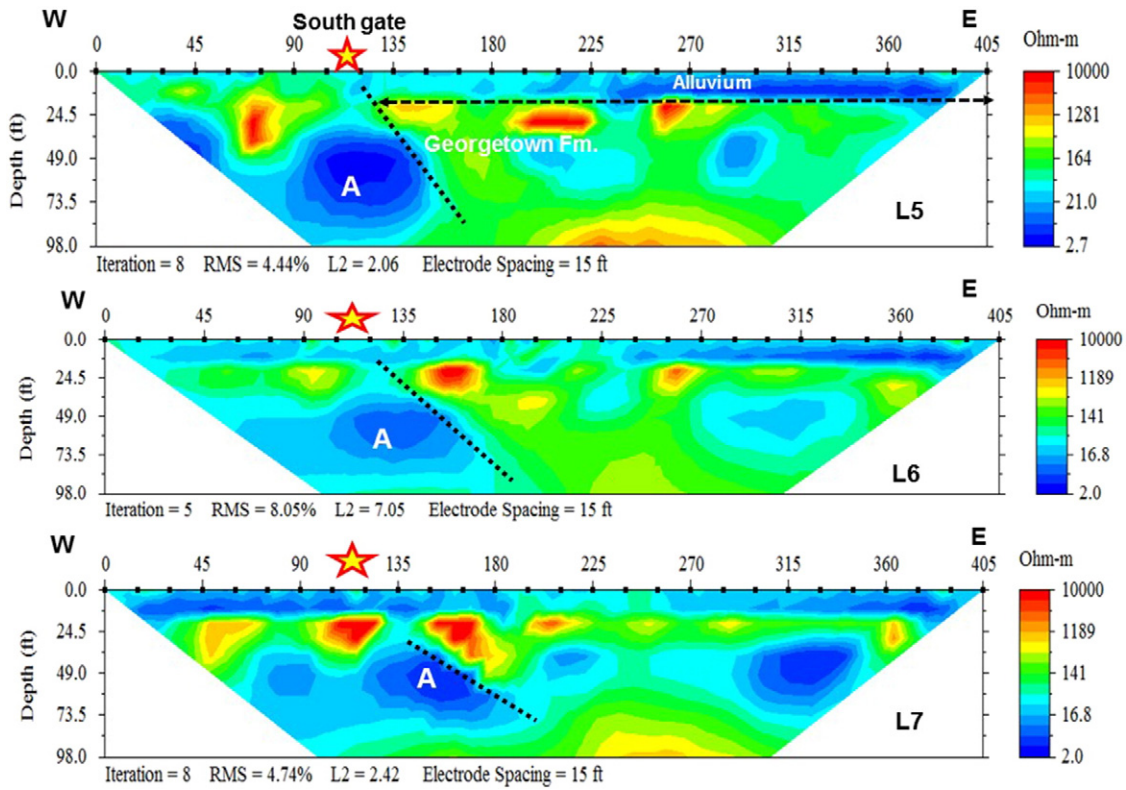 W South gate E
0 45 90 135 180 225 270 315 360 405 Ohm-m
0.0 Alluvium 10000
24.5 1281
Georgetown Fm.
49.0 164
A
73.5 21.0
L5
98.0 2.7
Depth (ft)
Iteration = 8 RMS = 4.44% L2 = 2.06 Electrode Spacing = 15 ft
W E
0 45 90 135 180 225 270 315 360 405 Ohm-m
0.0 10000
24.5 1189
49.0 141
A
73.5 16.8
L6
98.0 2.0
Depth (ft)
Iteration = 5 RMS = 8.05% L2 = 7.05 Electrode Spacing = 15 ft
W E
0 45 90 135 180 225 270 315 360 405 Ohm-m
0.0 10000
24.5 1189
49.0 141
A
73.5 16.8
L7
98.0 2.0
Depth (ft)
Iteration = 8 RMS = 4.74% L2 = 2.42 Electrode Spacing = 15 ft